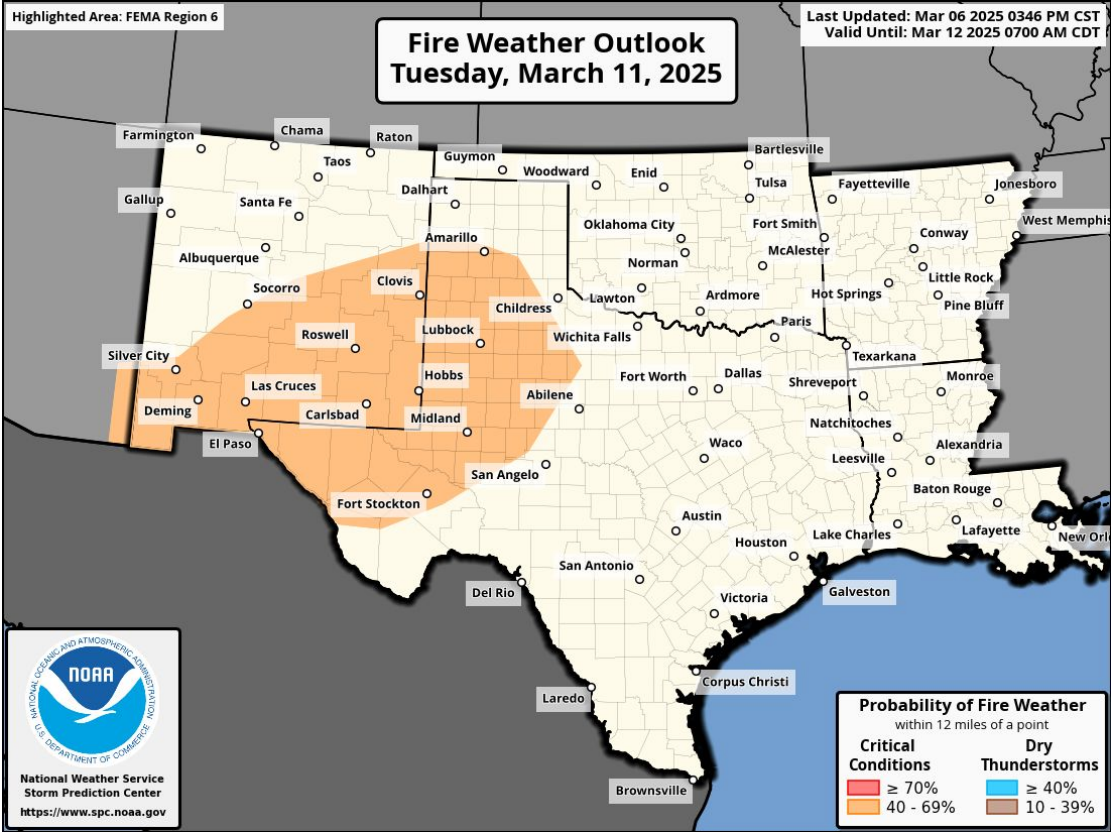 Highlighted Area: FEMA Region 6
Last Updated: Mar 06 2025 0346 PM CST
Valid Until: Mar 12 2025 0700 AM CDT
Fire Weather Outlook
Tuesday, March 11, 2025
Farmington
Chama
Raton
Taos
Guymon
Woodward
Enid
Bartlesville
Tulsa
Fayetteville
Jonesboro
Gallup
Santa Fe
Dalhart
Albuquerque
Amarillo
Oklahoma City
Norman
Fort Smith
McAlester
Conway
West Memphis
Socorro
Clovis
Childress
Lawton
Ardmore
Hot Springs
Little Rock
Pine Bluff
Roswell
Lubbock
Wichita Falls
Paris
Texarkana
Silver City
Las Cruces
Hobbs
Fort Worth
Dallas
Shreveport
Monroe
Deming
Carlsbad
Midland
Abilene
Natchitoches
El Paso
San Angelo
Waco
Leesville
Alexandria
Fort Stockton
Austin
Baton Rouge
Houston
Lake Charles
Lafayette
New Orl
Del Rio
San Antonio
Galveston
Victoria
Laredo
Corpus Christi
Brownsville
NATIONAL OCEANIC AND ATMOSPHERIC ADMINISTRATION
NOAA
U.S. DEPARTMENT OF COMMERCE
National Weather Service
Storm Prediction Center
https://www.spc.noaa.gov
Probability of Fire Weather
within 12 miles of a point
Critical Conditions
≥ 70%
40 - 69%
Dry Thunderstorms
≥ 40%
10 - 39%